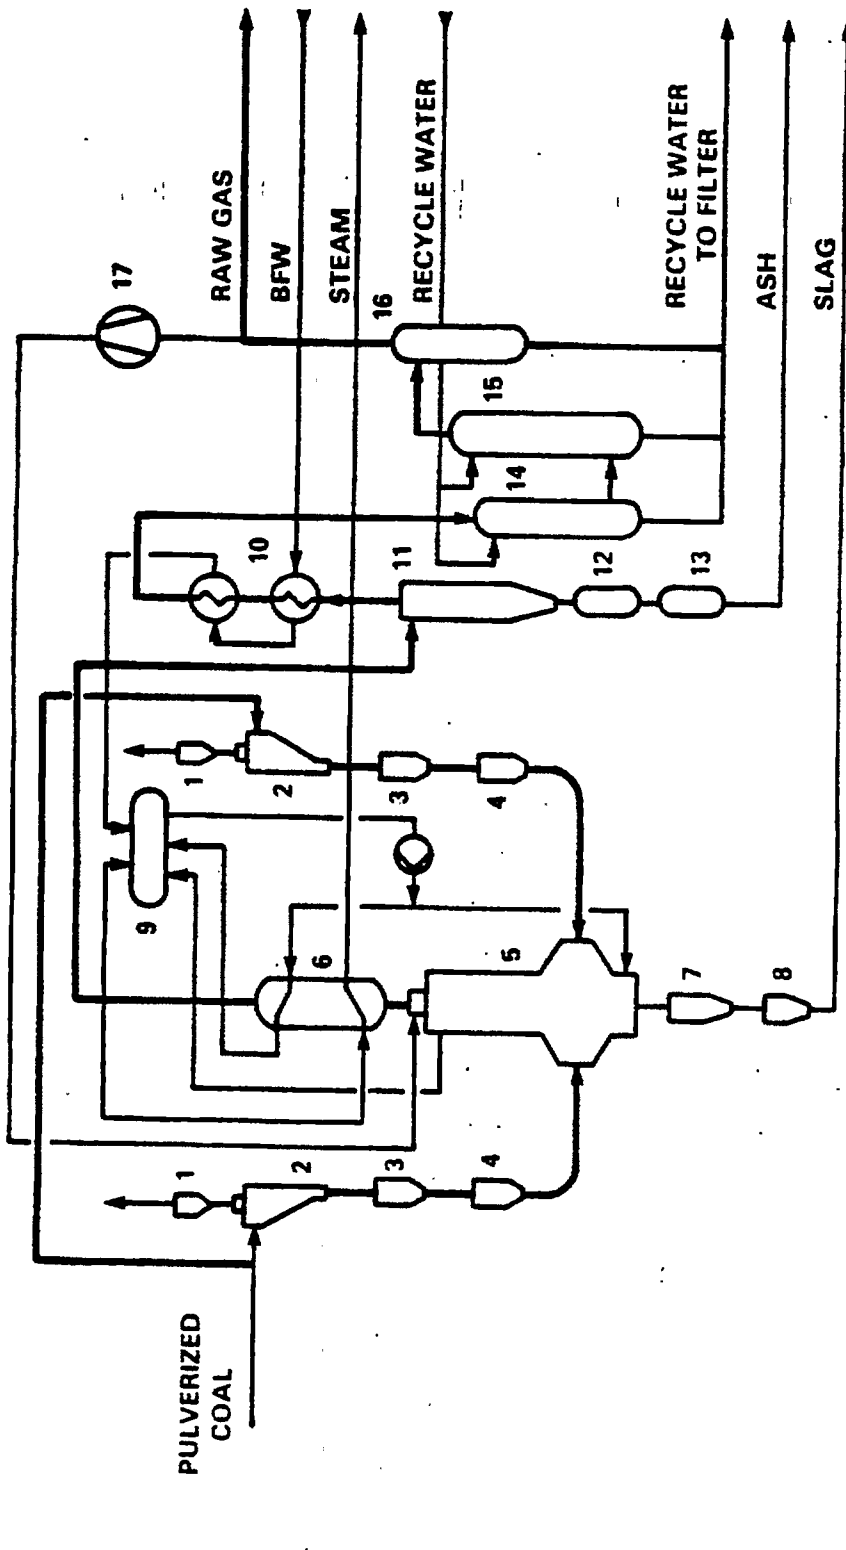 PULVERIZED
COAL
1
2
3
4
5
6
7
8
9
1
2
3
4
10
11
12
13
14
15
16
17
RAW GAS
BFW
STEAM
RECYCLE WATER
RECYCLE WATER
TO FILTER
ASH
SLAG